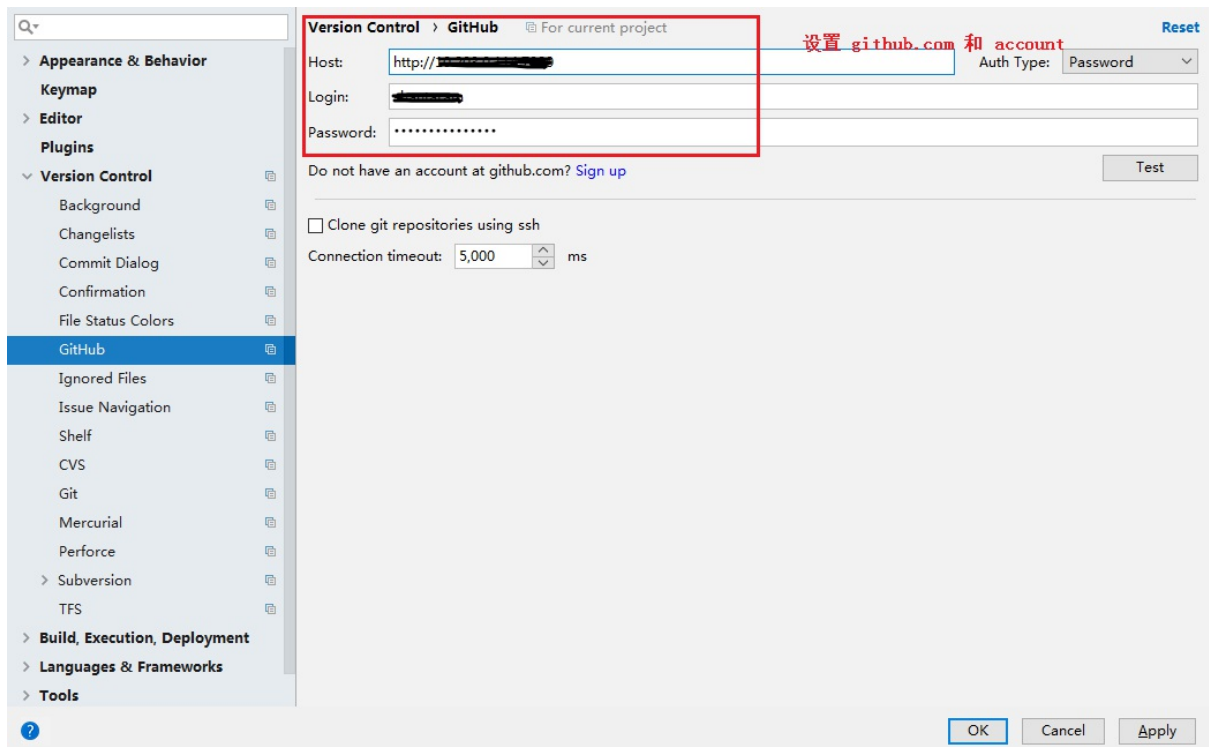 Version Control › GitHub For current project Reset
设置 github.com 和 account
Host: http:// Auth Type: Password
Login:
Password: •••••••••••••••
Do not have an account at github.com? Sign up Test
Clone git repositories using ssh
Connection timeout: 5,000 ms
Appearance & Behavior
Keymap
Editor
Plugins
Version Control
Background
Changelists
Commit Dialog
Confirmation
File Status Colors
GitHub
Ignored Files
Issue Navigation
Shelf
CVS
Git
Mercurial
Perforce
Subversion
TFS
Build, Execution, Deployment
Languages & Frameworks
Tools
? OK Cancel Apply